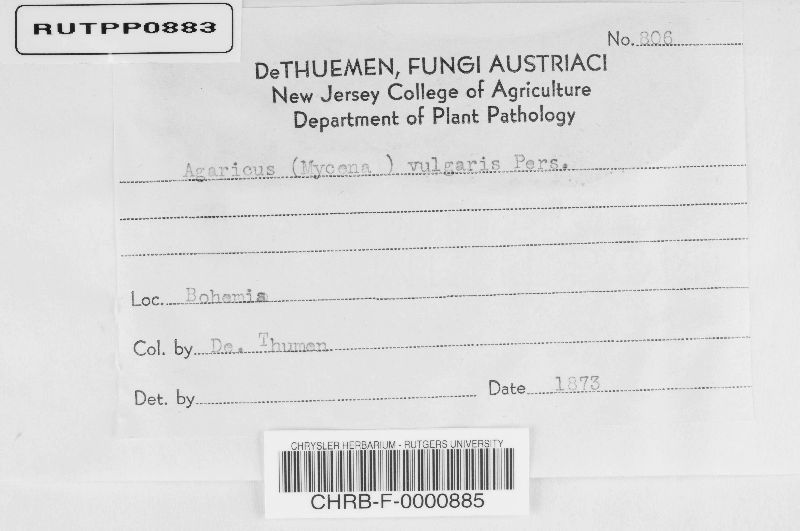 RUTPP0883
No. 806
DeTHUEMEN, FUNGI AUSTRIACI
New Jersey College of Agriculture
Department of Plant Pathology
Agaricus (Mycena ) vulgaris Pers.
Loc. Bohemia
Col. by De. Thumen
Det. by
Date 1873
CHRYSLER HERBARIUM - RUTGERS UNIVERSITY
CHRB-F-0000885